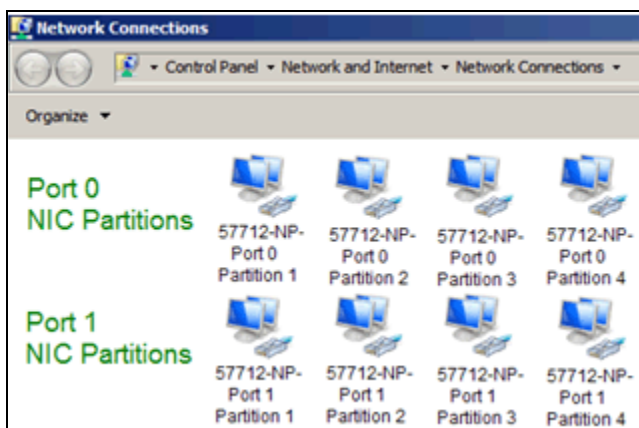 Network Connections
Control Panel Network and Internet Network Connections
Organize
Port 0
NIC Partitions
57712-NP- 57712-NP- 57712-NP- 57712-NP-
Port 0 Port 0 Port 0 Port 0
Partition 1 Partition 2 Partition 3 Partition 4
Port 1
NIC Partitions
57712-NP- 57712-NP- 57712-NP- 57712-NP-
Port 1 Port 1 Port 1 Port 1
Partition 1 Partition 2 Partition 3 Partition 4